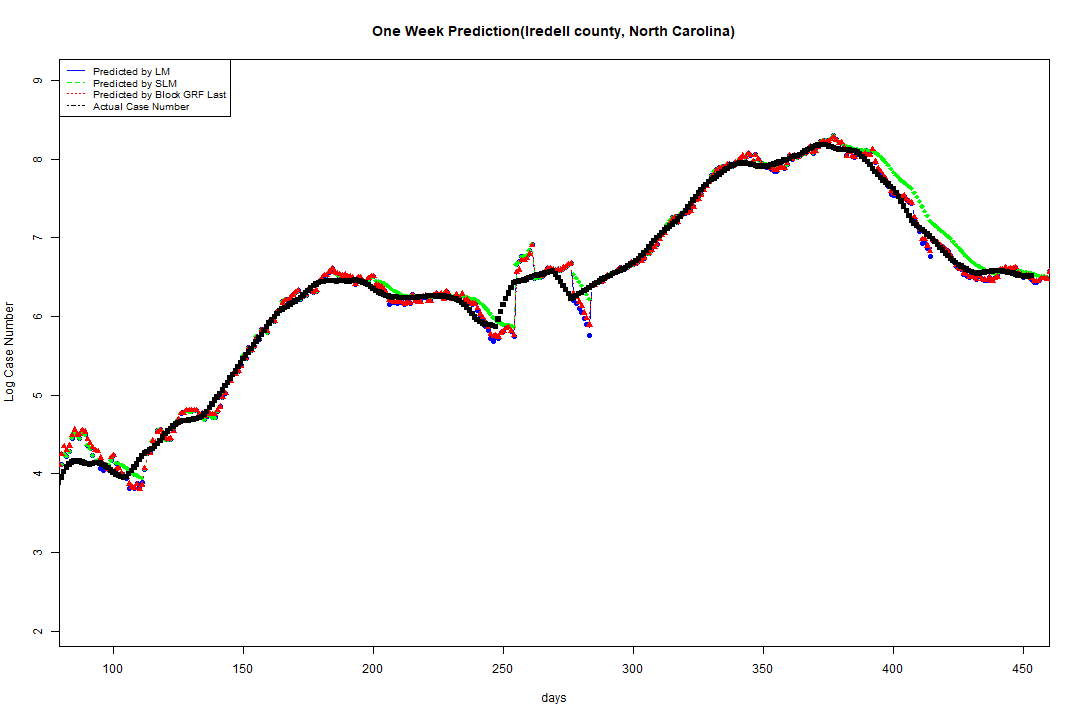 One Week Prediction(Iredell county, North Carolina)
Predicted by LM
Predicted by SLM
Predicted by Block GRF Last
Actual Case Number
Log Case Number
9
8
7
6
5
4
3
2
100 150 200 250 300 350 400 450
days